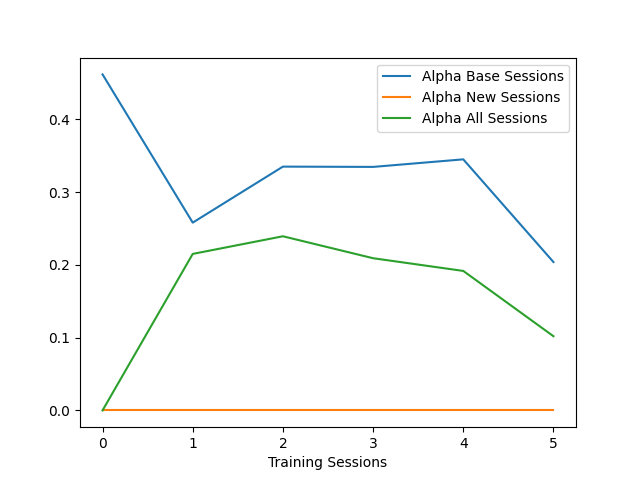 Alpha Base Sessions
Alpha New Sessions
Alpha All Sessions
0.4
0.3
0.2
0.1
0.0
0 1 2 3 4 5
Training Sessions